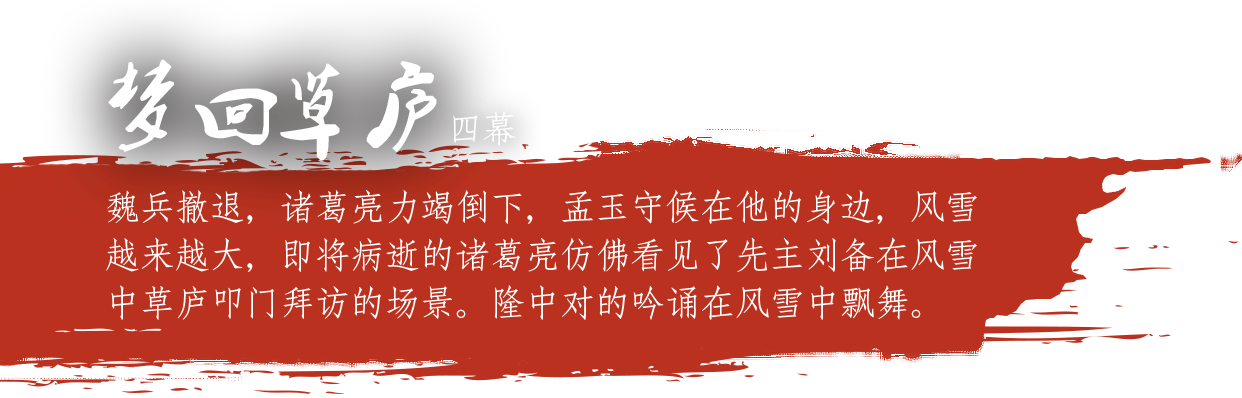 梦回草庐 四幕
魏兵撤退，诸葛亮力竭倒下，孟玉守候在他的身边，风雪
越来越大，即将病逝的诸葛亮仿佛看见了先主刘备在风雪
中草庐叩门拜访的场景。隆中对的吟诵在风雪中飘舞。